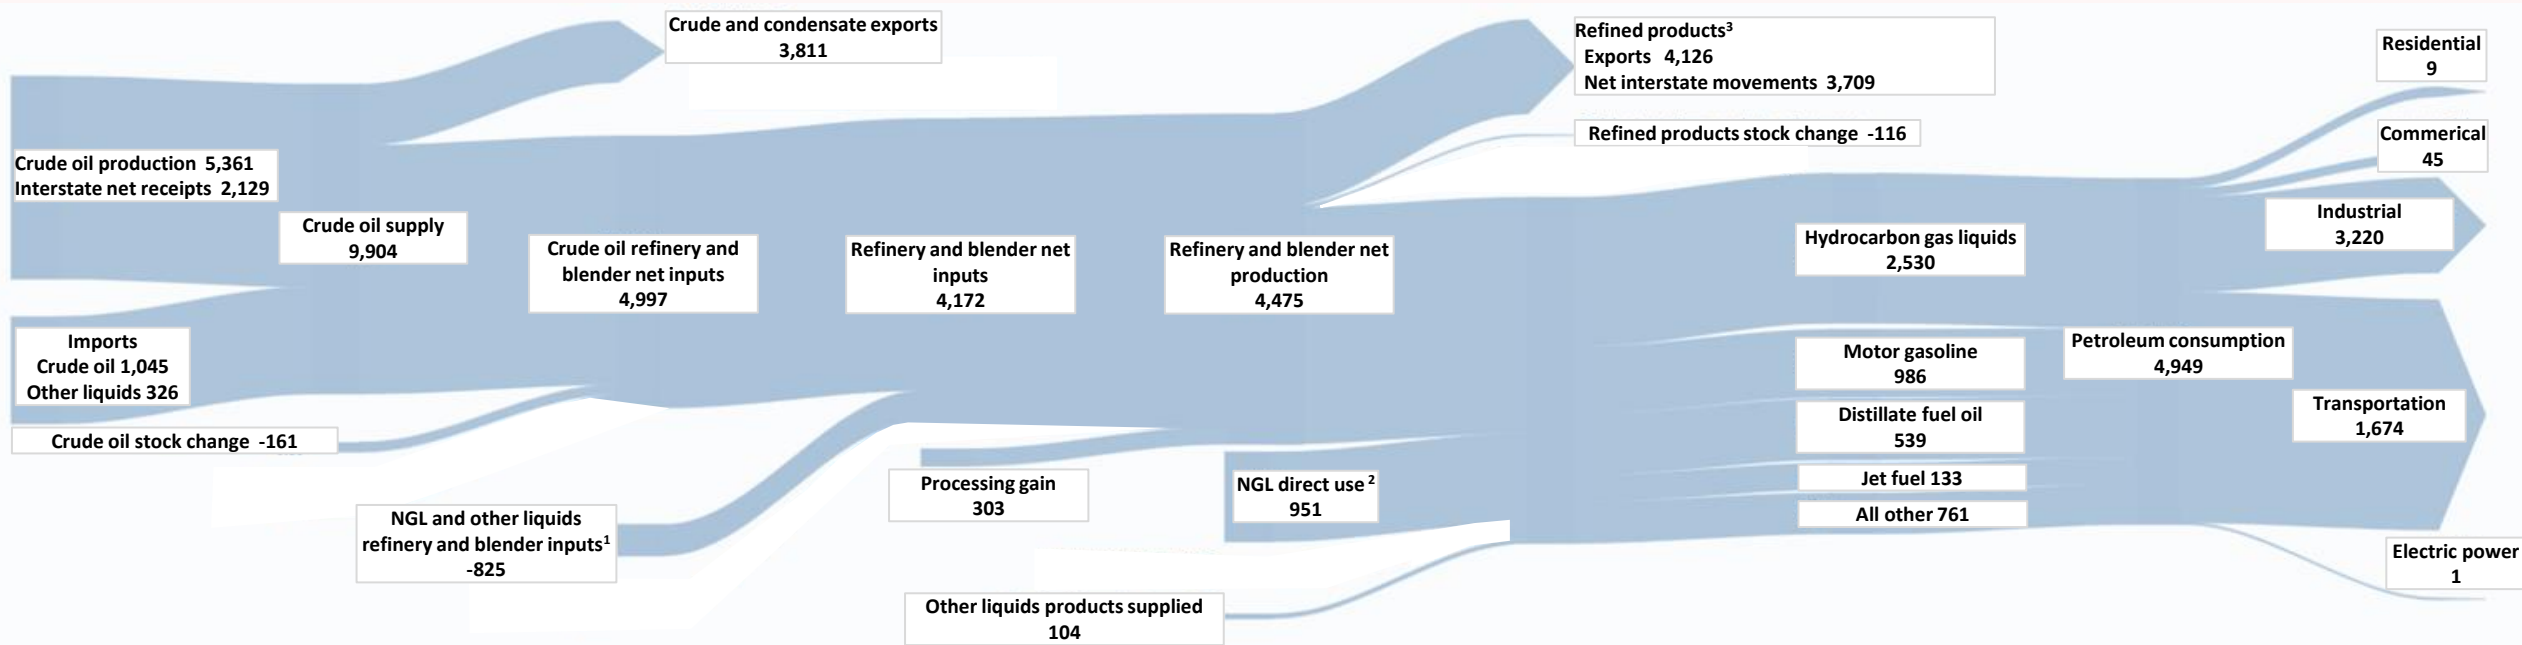 Crude and condensate exports
3,811
Refined products³
Exports 4,126
Net interstate movements 3,709
Residential
9
Refined products stock change -116
Commerical
45
Crude oil production 5,361
Interstate net receipts 2,129
Crude oil supply
9,904
Crude oil refinery and
blender net inputs
4,997
Refinery and blender net
inputs
4,172
Refinery and blender net
production
4,475
Hydrocarbon gas liquids
2,530
Industrial
3,220
Imports
Crude oil 1,045
Other liquids 326
Motor gasoline
986
Petroleum consumption
4,949
Distillate fuel oil
539
Transportation
1,674
Crude oil stock change -161
Processing gain
303
NGL direct use ²
951
Jet fuel 133
All other 761
NGL and other liquids
refinery and blender inputs¹
-825
Electric power
1
Other liquids products supplied
104